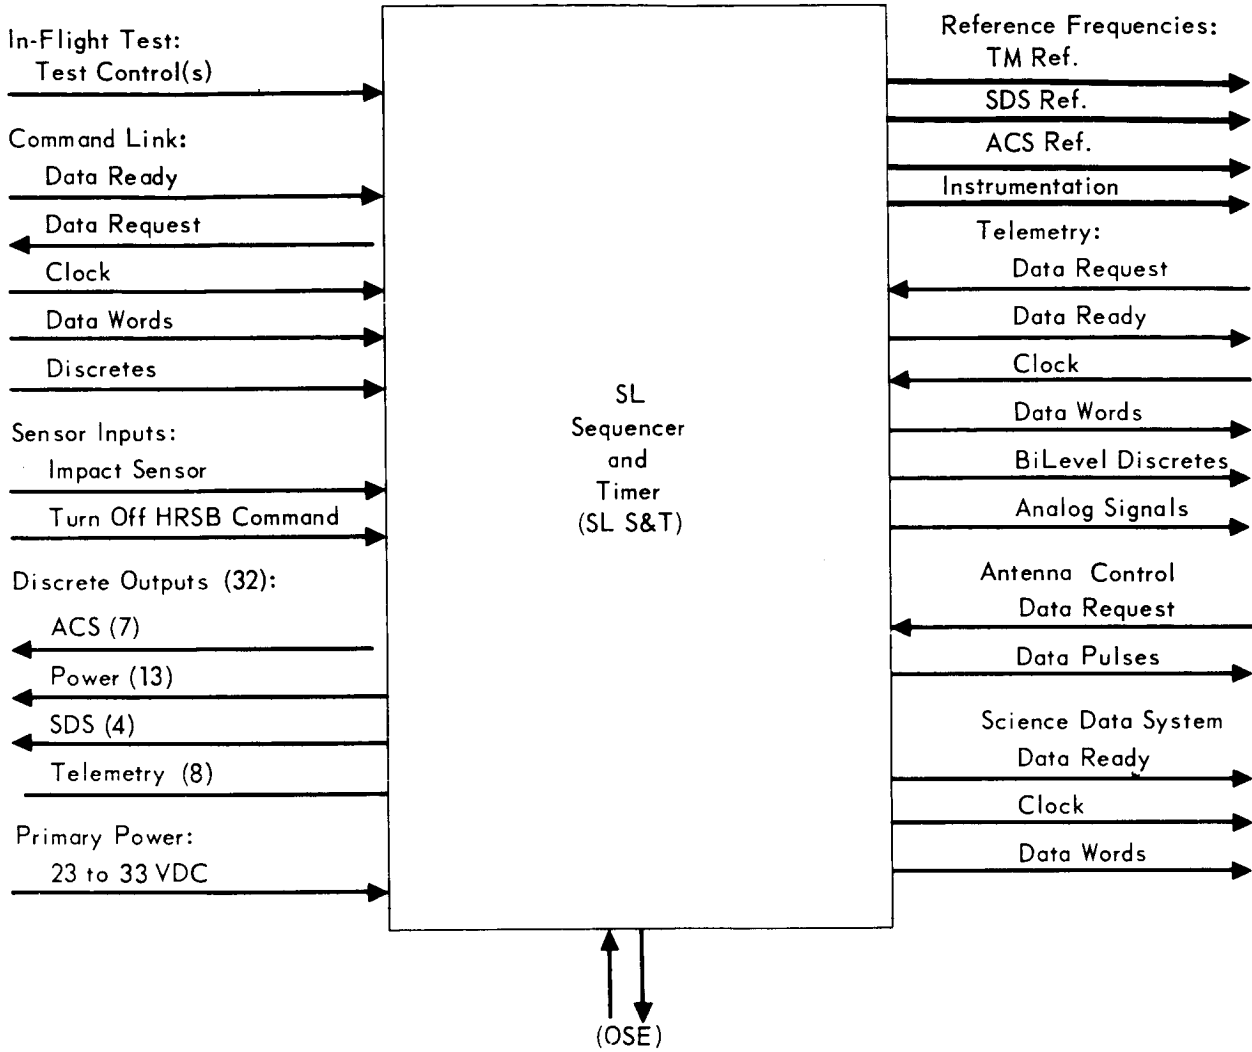 In-Flight Test:
Test Control(s)
Command Link:
Data Ready
Data Request
Clock
Data Words
Discretes
Sensor Inputs:
Impact Sensor
Turn Off HRSB Command
Discrete Outputs (32):
ACS (7)
Power (13)
SDS (4)
Telemetry (8)
Primary Power:
23 to 33 VDC
SL
Sequencer
and
Timer
(SL S&T)
(OSE)
Reference Frequencies:
TM Ref.
SDS Ref.
ACS Ref.
Instrumentation
Telemetry:
Data Request
Data Ready
Clock
Data Words
BiLevel Discretes
Analog Signals
Antenna Control
Data Request
Data Pulses
Science Data System
Data Ready
Clock
Data Words